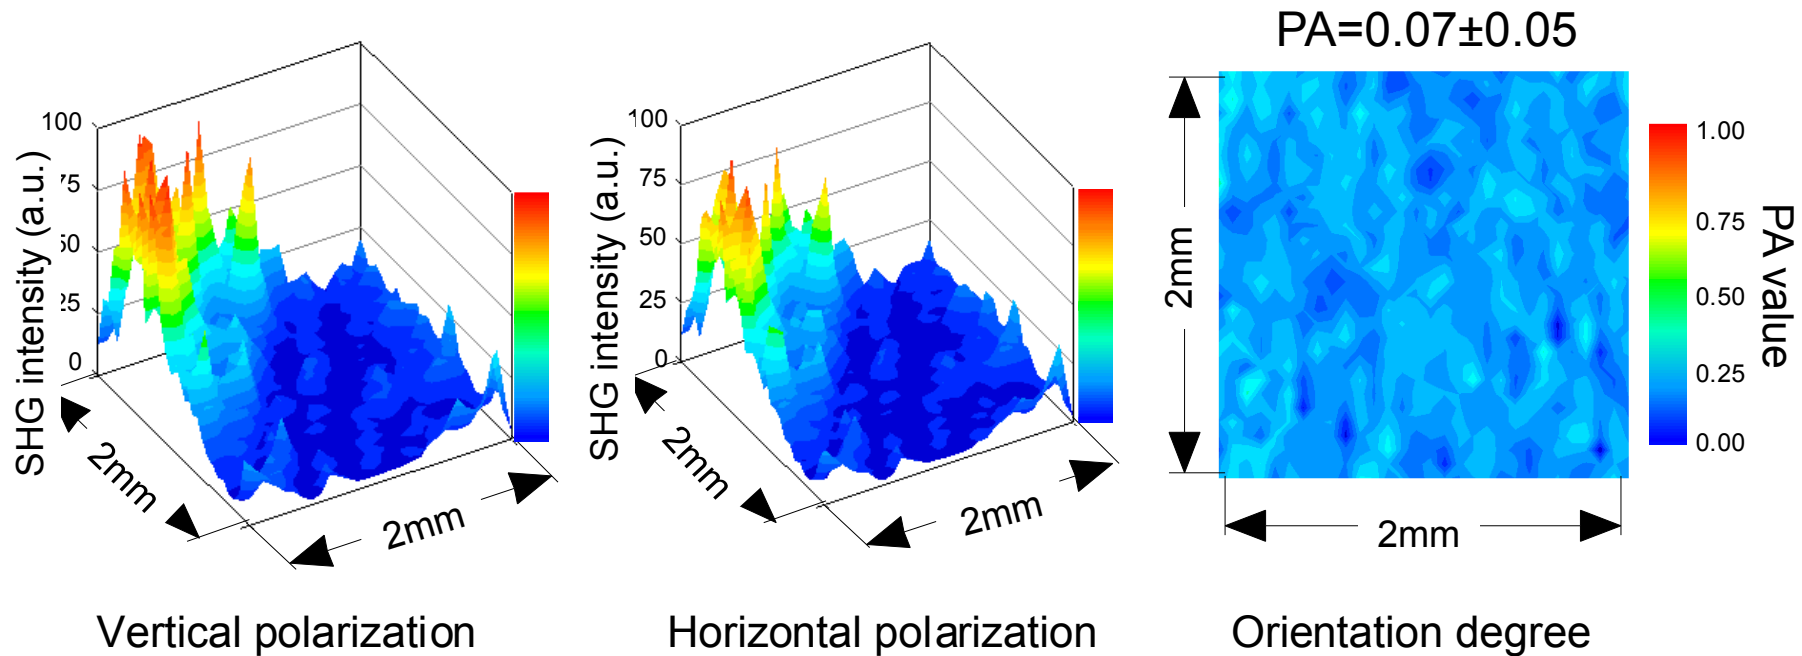 PA=0.07±0.05
SHG intensity (a.u.)
100
75
50
25
0
2mm
2mm
SHG intensity (a.u.)
100
75
50
25
0
2mm
2mm
2mm
2mm
1.00
0.75
0.50
0.25
0.00
PA value
Vertical polarization
Horizontal polarization
Orientation degree